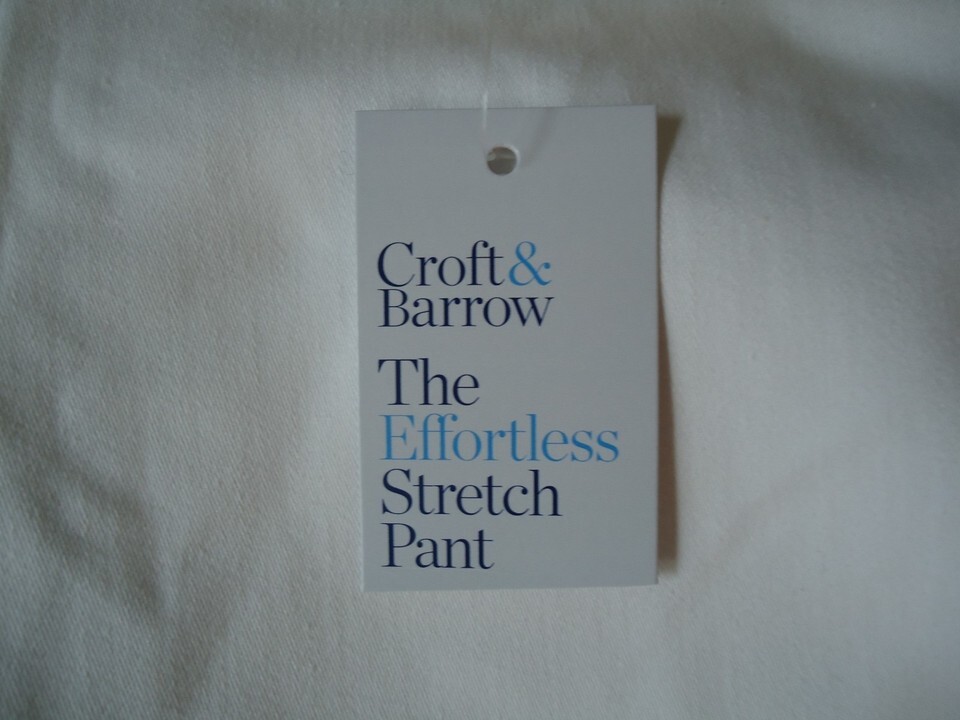 Croft&
Barrow
The
Effortless
Stretch
Pant